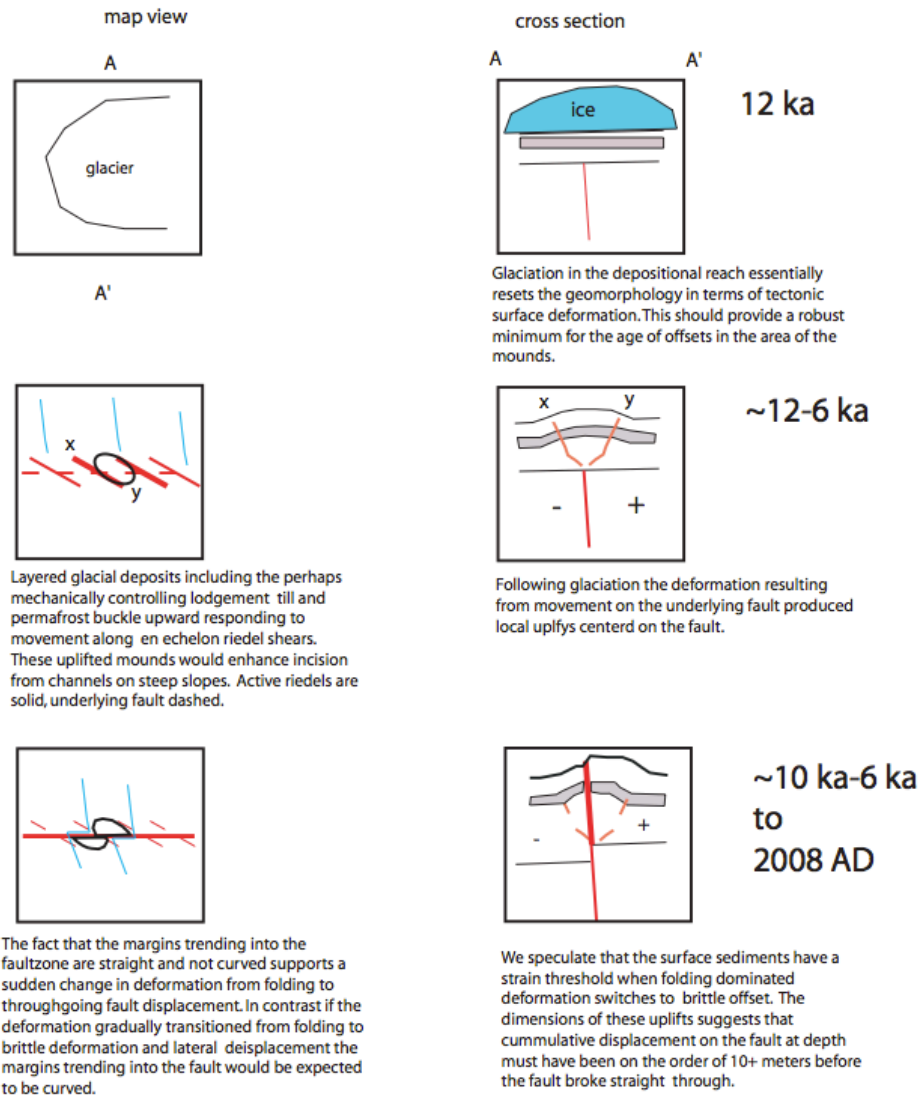 map view
cross section
A
A
A'
glacier
ice
12 ka
A'
Glaciation in the depositional reach essentially
resets the geomorphology in terms of tectonic
surface deformation. This should provide a robust
minimum for the age of offsets in the area of the
mounds.
x
y
x
y
-
+
~12-6 ka
Layered glacial deposits including the perhaps
mechanically controlling lodgement till and
permafrost buckle upward responding to
movement along en echelon riedel shears.
These uplifted mounds would enhance incision
from channels on steep slopes. Active riedels are
solid, underlying fault dashed.
Following glaciation the deformation resulting
from movement on the underlying fault produced
local uplfys centerd on the fault.
-
+
~10 ka-6 ka
to
2008 AD
The fact that the margins trending into the
faultzone are straight and not curved supports a
sudden change in deformation from folding to
throughgoing fault displacement. In contrast if the
deformation gradually transitioned from folding to
brittle deformation and lateral deisplacement the
margins trending into the fault would be expected
to be curved.
We speculate that the surface sediments have a
strain threshold when folding dominated
deformation switches to brittle offset. The
dimensions of these uplifts suggests that
cummulative displacement on the fault at depth
must have been on the order of 10+ meters before
the fault broke straight through.